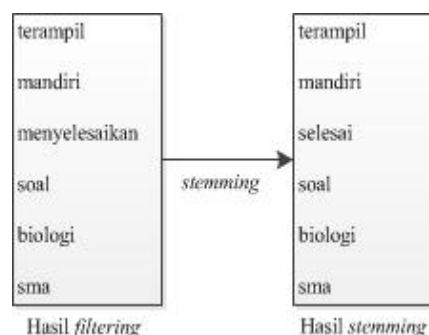 terampil
mandiri
menyelesaikan
soal
biologi
sma
Hasil filtering
stemming
terampil
mandiri
selesai
soal
biologi
sma
Hasil stemming